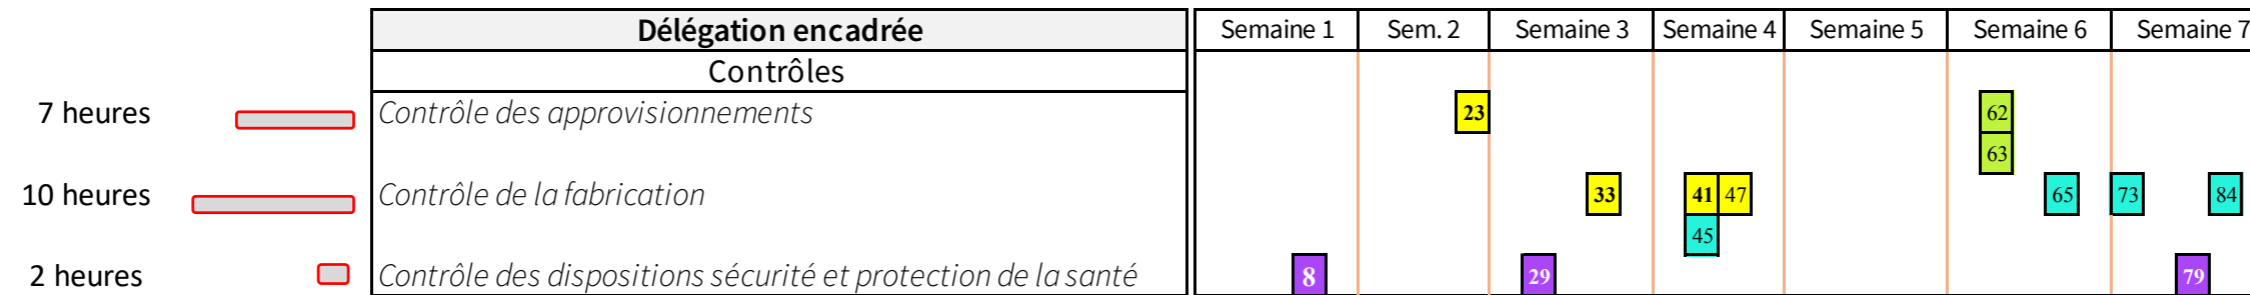 Délégation encadrée Semaine 1 Sem. 2 Semaine 3 Semaine 4 Semaine 5 Semaine 6 Semaine 7
Contrôles
7 heures Contrôle des approvisionnements 23 62
63
10 heures Contrôle de la fabrication 33 41 47 65 73 84
45
2 heures Contrôle des dispositions sécurité et protection de la santé 8 29 79